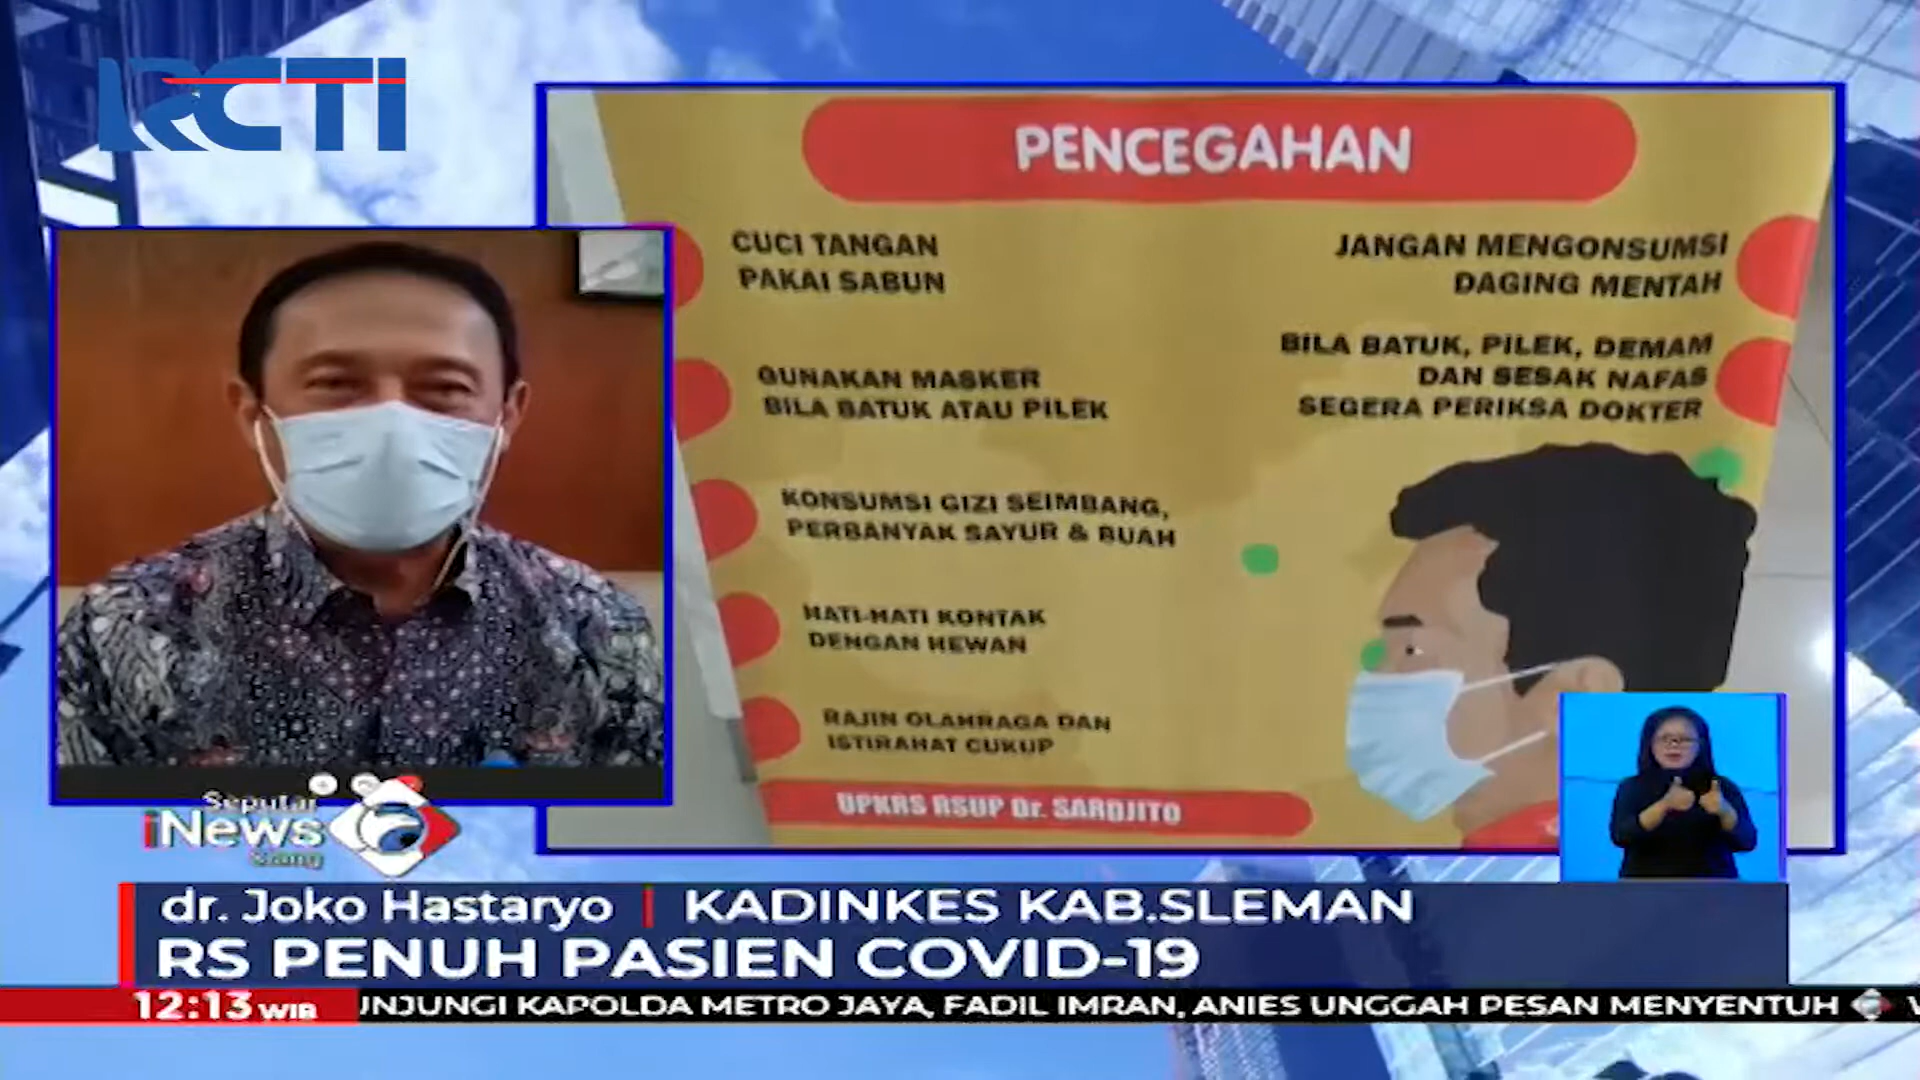 RCTI
PENCEGAHAN
CUCI TANGAN
PAKAI SABUN
GUNAKAN MASKER
BILA BATUK ATAU PILEK
KONSUMSI GIZI SEIMBANG,
PERBANYAK SAYUR & BUAH
HATI-HATI KONTAK
DENGAN HEWAN
RAJIN OLAHRAGA DAN
ISTIRAHAT CUKUP
JANGAN MENGONSUMSI
DAGING MENTAH
BILA BATUK, PILEK, DEMAM
DAN SESAK NAFAS
SEGERA PERIKSA DOKTER
UPKRS RSUP Dr. SARDJITO
Seputar
iNews
Siang
dr. Joko Hastaryo | KADINKES KAB.SLEMAN
RS PENUH PASIEN COVID-19
12:13 WIB UNJUNGI KAPOLDA METRO JAYA, FADIL IMRAN, ANIES UNGGAH PESAN MENYENTUH